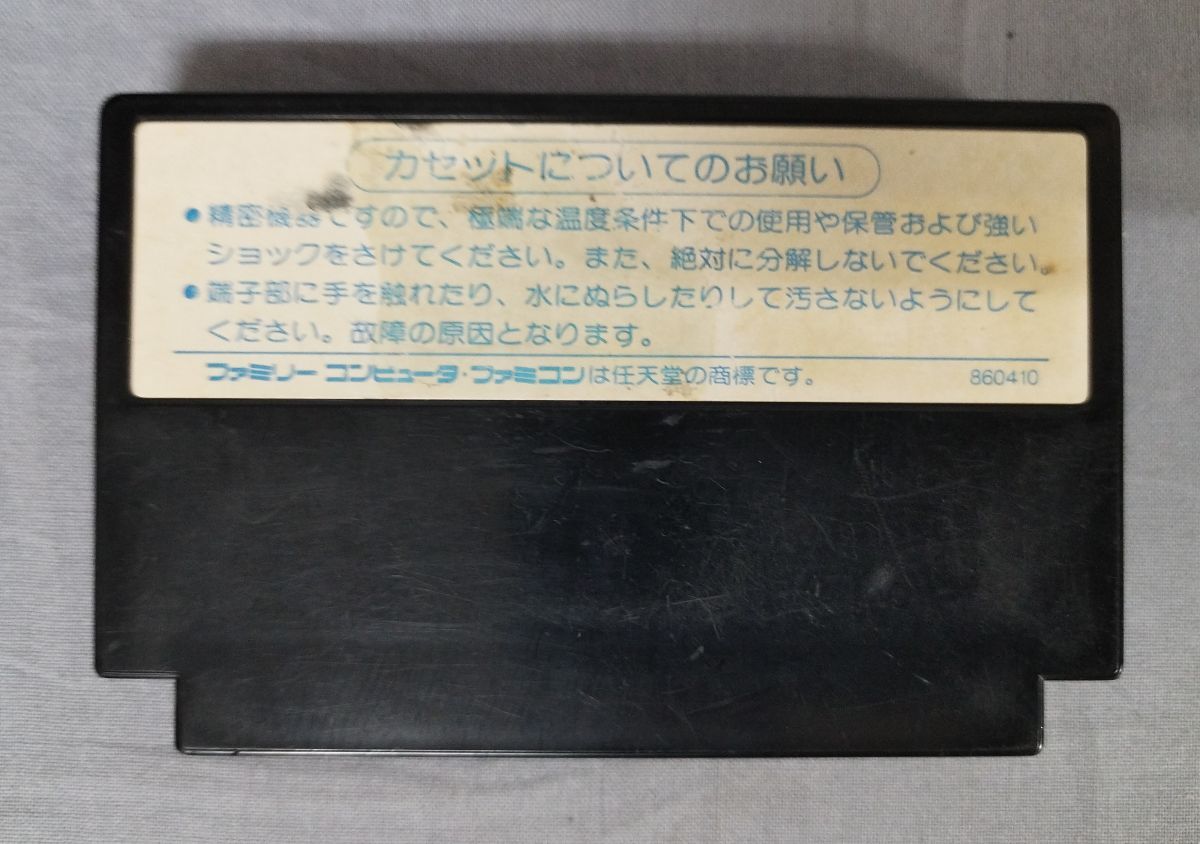 カセットについてのお願い
●精密機器ですので、極端な温度条件下での使用や保管および強い
ショックをさけてください。また、絶対に分解しないでください。
●端子部に手を触れたり、水にぬらしたりして汚さないようにして
ください。故障の原因となります。
ファミリー コンピュータ・ファミコンは任天堂の商標です。 860410